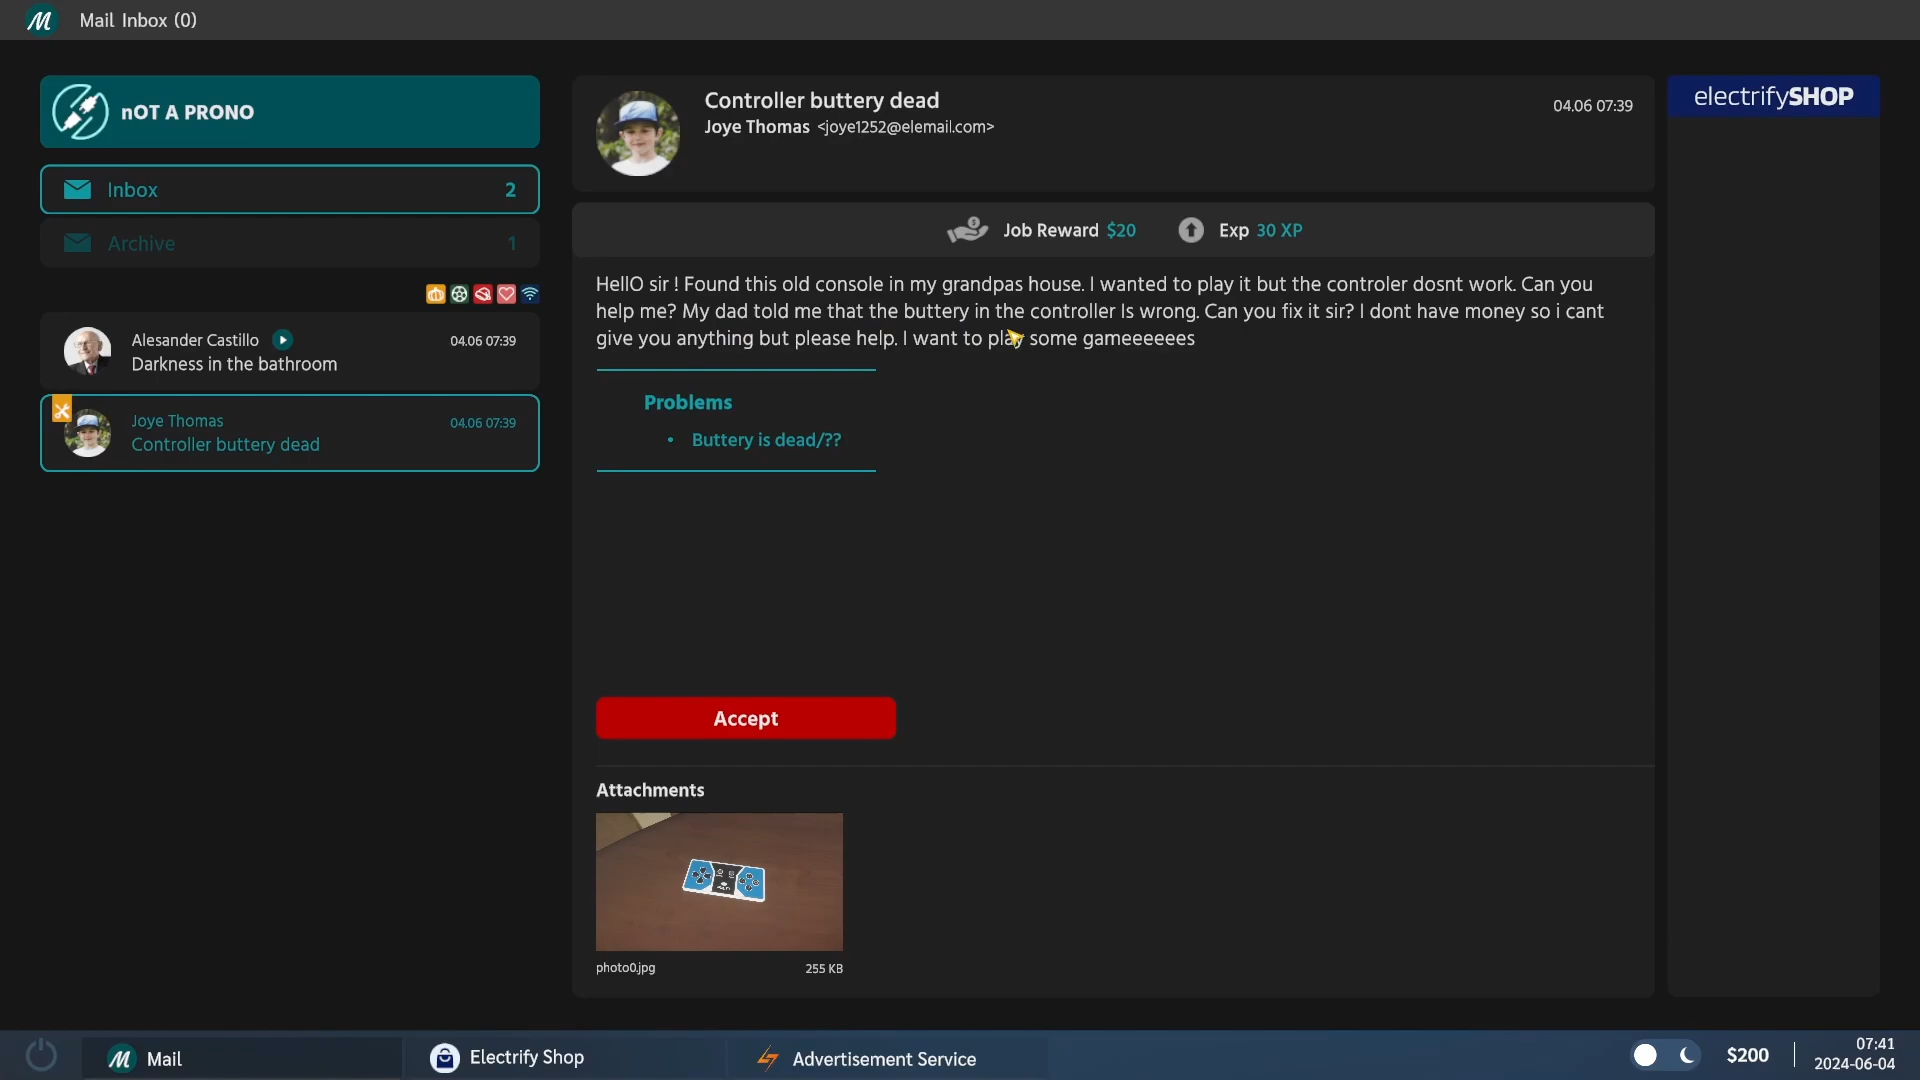 Mail Inbox (0)
nOT A PRONO
Inbox 2
Archive 1
Alesander Castillo 04.06 07:39
Darkness in the bathroom
Joye Thomas 04.06 07:39
Controller buttery dead
Controller buttery dead
Joye Thomas <joye1252@elemail.com>
04.06 07:39
Job Reward $20 Exp 30 XP
HellO sir ! Found this old console in my grandpas house. I wanted to play it but the controler dosnt work. Can you
help me? My dad told me that the buttery in the controller Is wrong. Can you fix it sir? I dont have money so i cant
give you anything but please help. I want to play some gameeeeees
Problems
• Buttery is dead/??
Accept
Attachments
photo0.jpg 255 KB
electrifySHOP
Mail
Electrify Shop
Advertisement Service
$200
07:41
2024-06-04